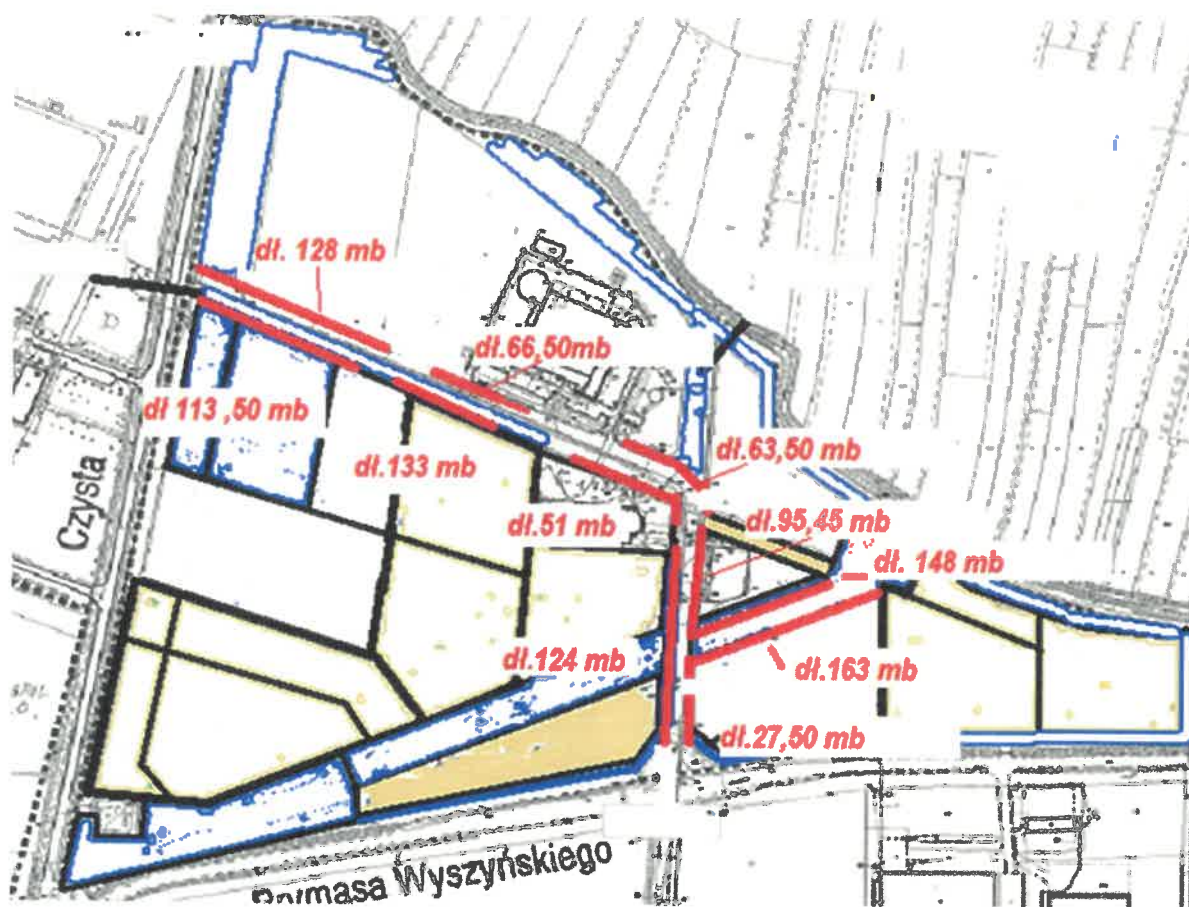 dł. 128 mb
dł.66,50mb
dł 113 ,50 mb
dł.133 mb
dł.63,50 mb
dł.51 mb
dł.95,45 mb
dł. 148 mb
Czysta
dł.124 mb
dł.163 mb
dł.27,50 mb
Wyszyńskiego